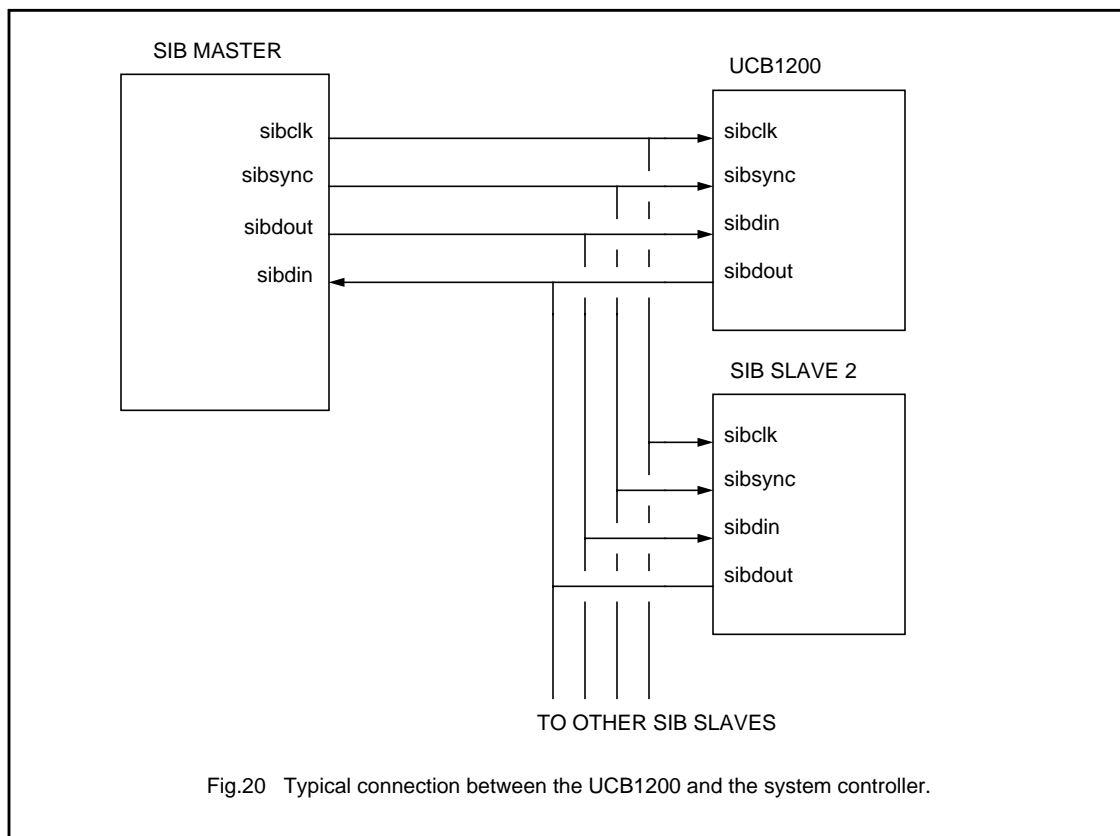 SIB MASTER
sibclk
sibsync
sibdout
sibdin
UCB1200
sibclk
sibsync
sibdin
sibdout
SIB SLAVE 2
sibclk
sibsync
sibdin
sibdout
TO OTHER SIB SLAVES
Fig.20 Typical connection between the UCB1200 and the system controller.